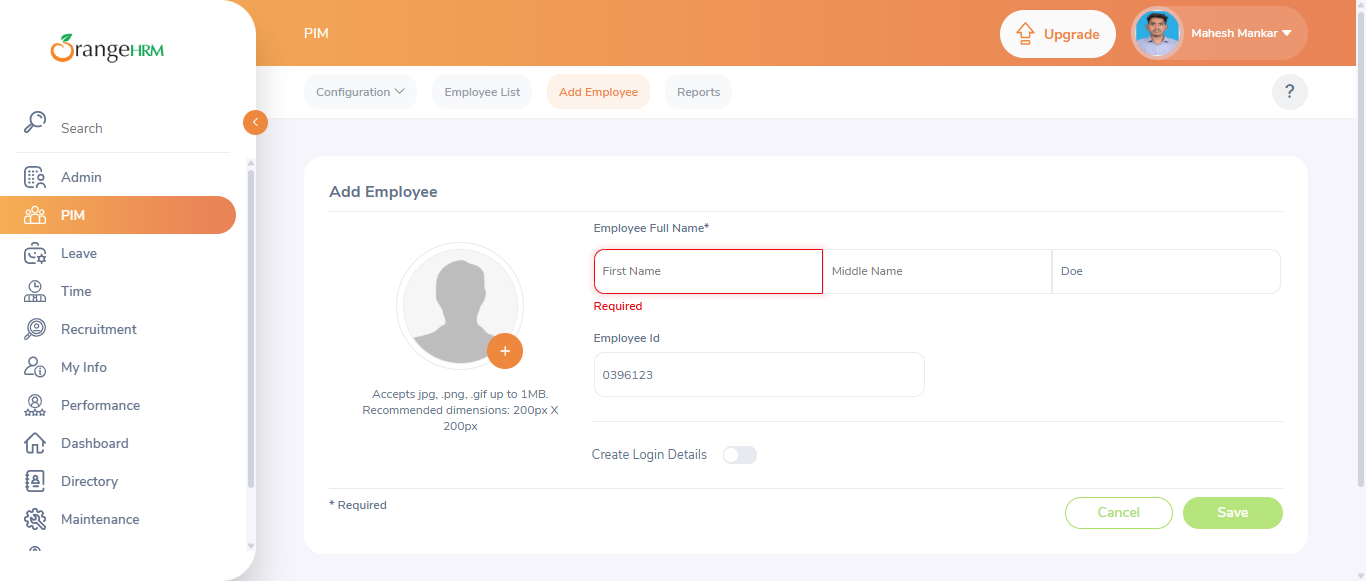 OrangeHRM
PIM
Upgrade
Mahesh Mankar
Configuration
Employee List
Add Employee
Reports
?
Search
Admin
PIM
Leave
Time
Recruitment
My Info
Performance
Dashboard
Directory
Maintenance
Add Employee
Employee Full Name*
First Name
Middle Name
Doe
Required
Employee Id
0396123
+
Accepts jpg, .png, .gif up to 1MB.
Recommended dimensions: 200px X
200px
Create Login Details
* Required
Cancel
Save